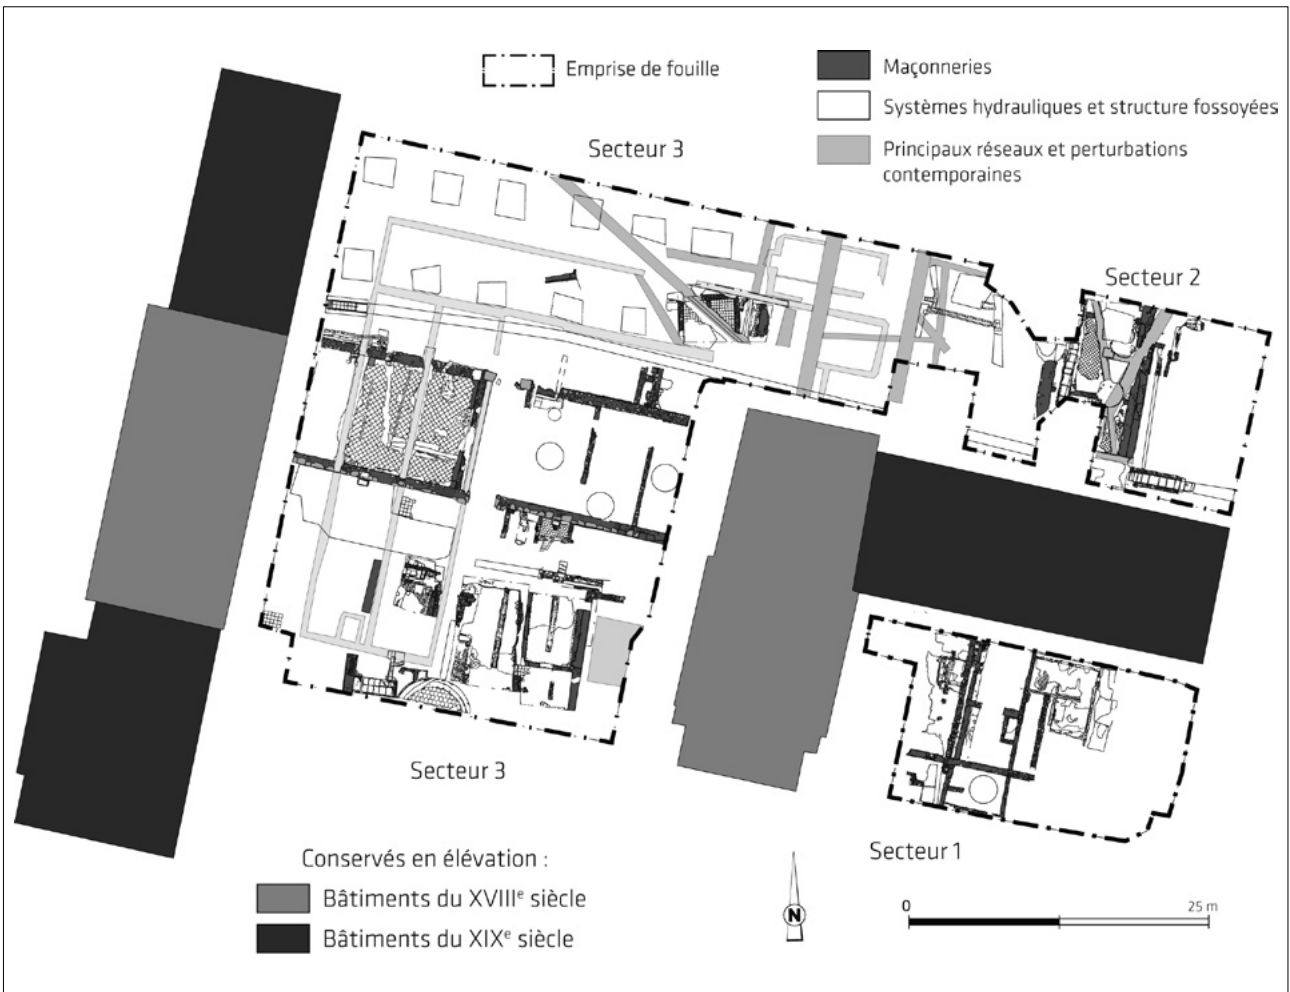 Emprise de fouille
Maçonneries
Systèmes hydrauliques et structure fossoyées
Principaux réseaux et perturbations
contemporaines
Secteur 3
Secteur 2
Secteur 3
Secteur 1
Conservés en élévation :
Bâtiments du XVIIIᵉ siècle
Bâtiments du XIXᵉ siècle
N
0
25 m